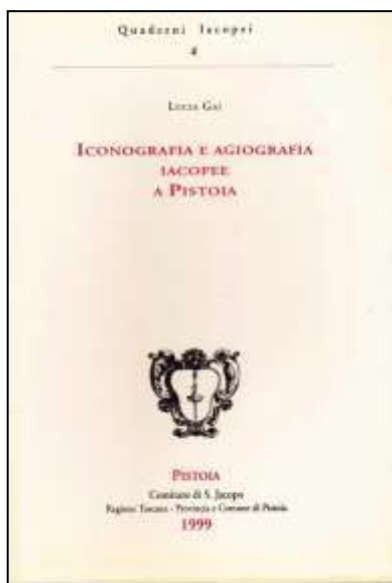 Quaderni Iacopei
4
LUCIA GAI
ICONOGRAFIA E AGIOGRAFIA
IACOPEE
A PISTOIA
PISTOIA
Comitato di S. Jacopo
Regione Toscana - Provincia e Comune di Pistoia
1999